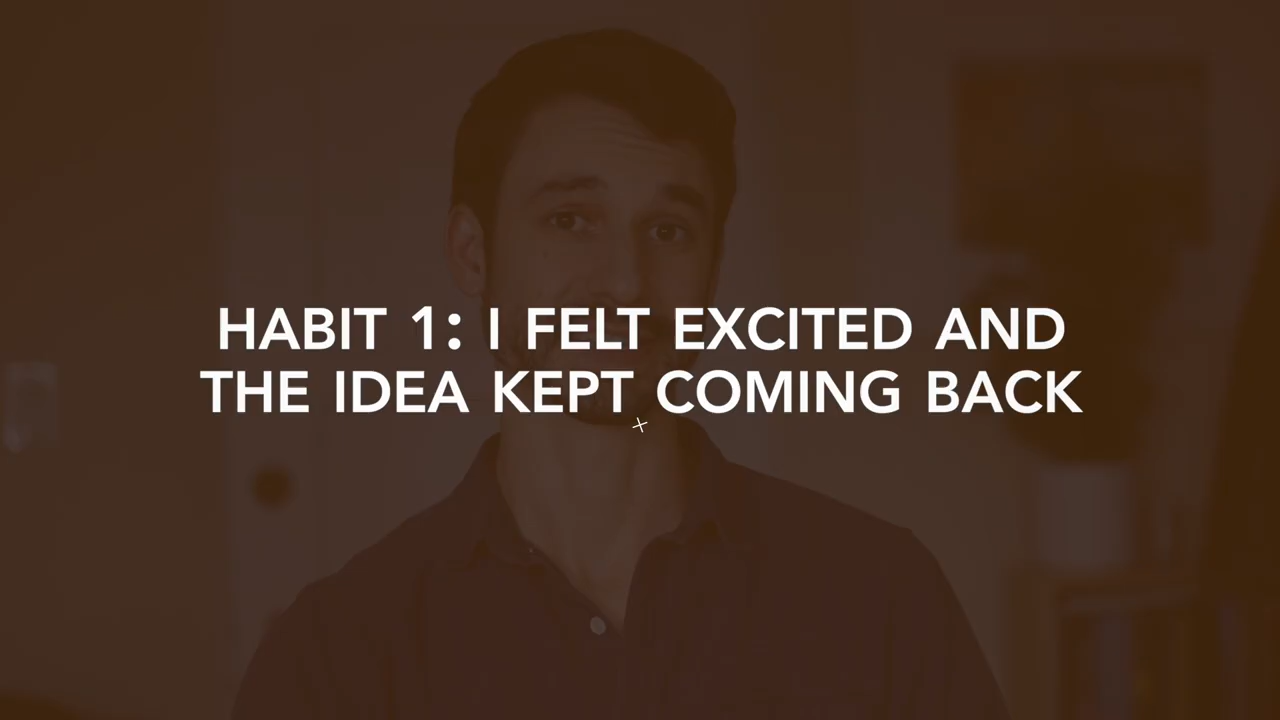 HABIT 1: I FELT EXCITED AND
THE IDEA KEPT COMING BACK